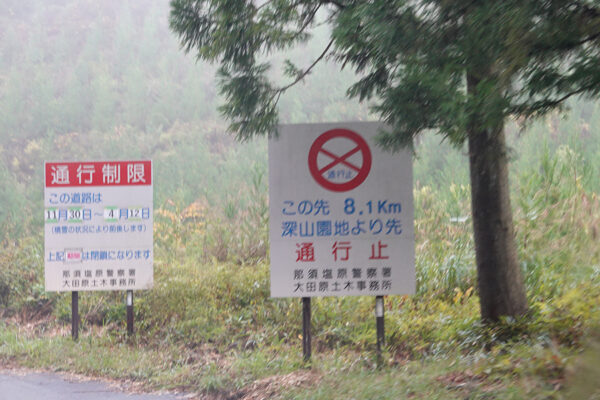 通行制限
この道路は
11月30日～4月12日
(積雪の状況により前後します)
上記期間は閉鎖になります
那須塩原警察署
大田原土木事務所
通行止
この先 8.1Km
深山園地より先
通行止
那須塩原警察署
大田原土木事務所